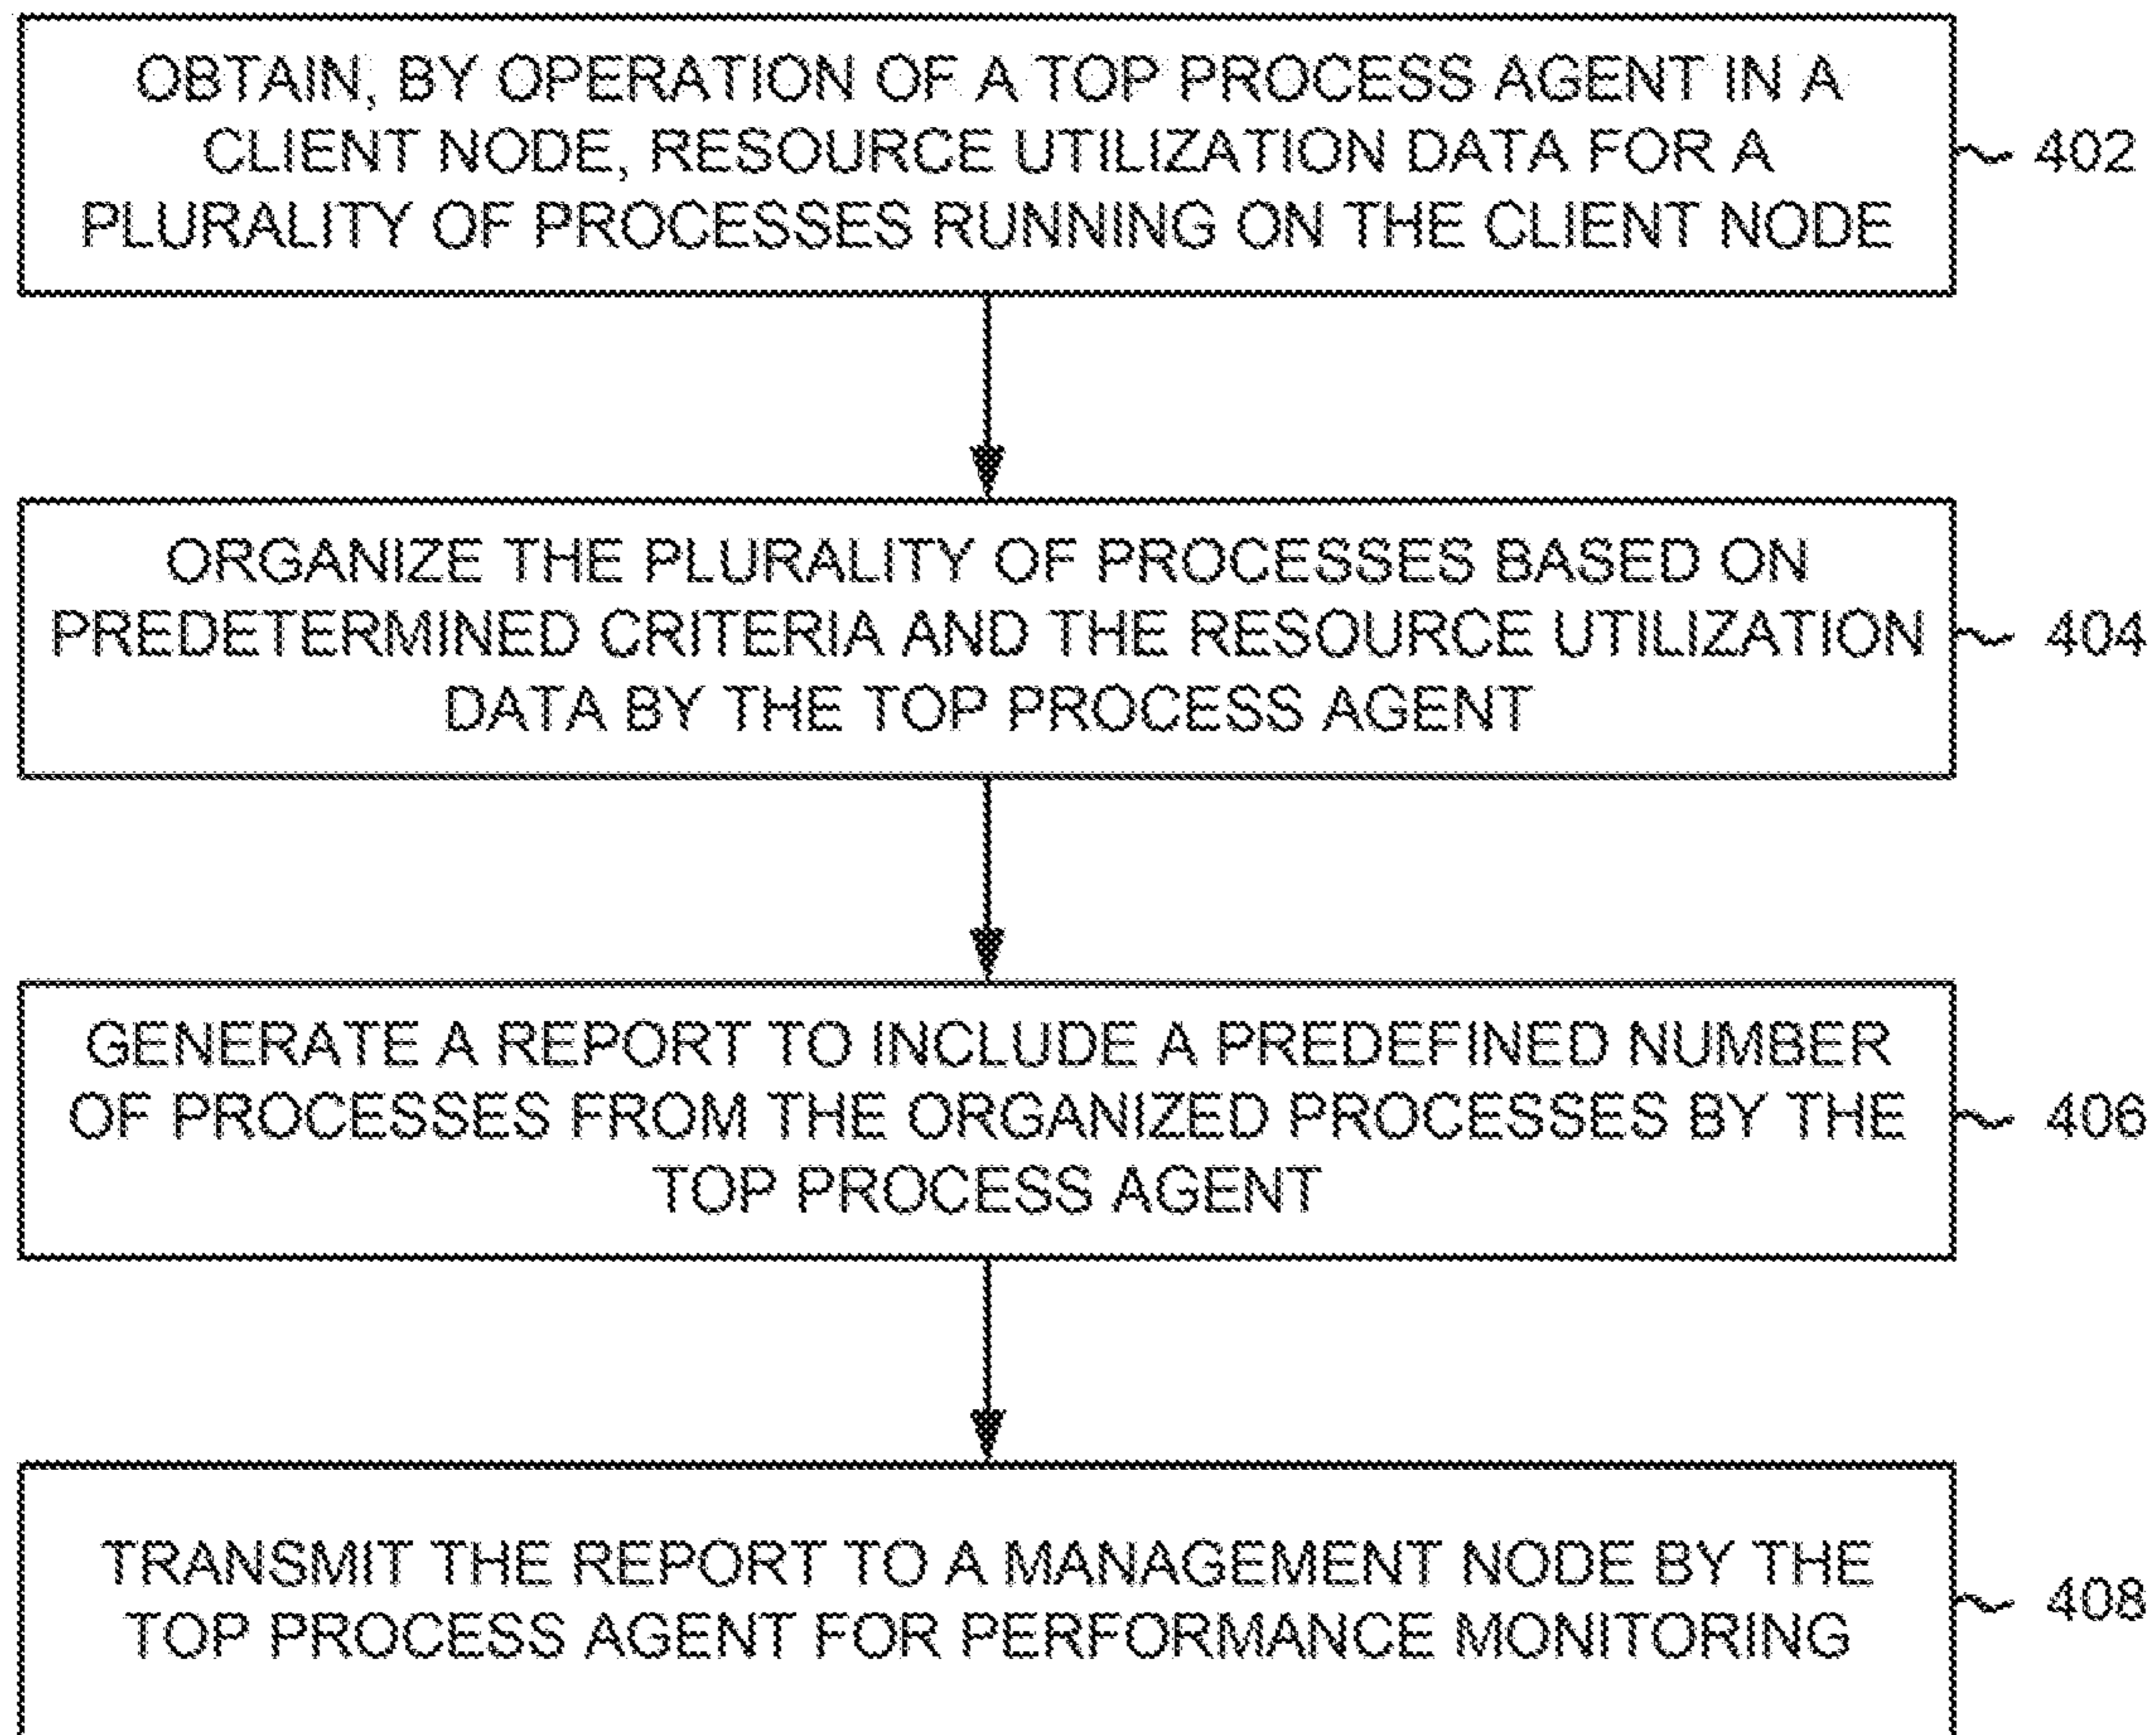 OBTAIN, BY OPERATION OF A TOP PROCESS AGENT IN A
CLIENT NODE, RESOURCE UTILIZATION DATA FOR A
PLURALITY OF PROCESSES RUNNING ON THE CLIENT NODE
402
ORGANIZE THE PLURALITY OF PROCESSES BASED ON
PREDETERMINED CRITERIA AND THE RESOURCE UTILIZATION
DATA BY THE TOP PROCESS AGENT
404
GENERATE A REPORT TO INCLUDE A PREDEFINED NUMBER
OF PROCESSES FROM THE ORGANIZED PROCESSES BY THE
TOP PROCESS AGENT
406
TRANSMIT THE REPORT TO A MANAGEMENT NODE BY THE
TOP PROCESS AGENT FOR PERFORMANCE MONITORING
408